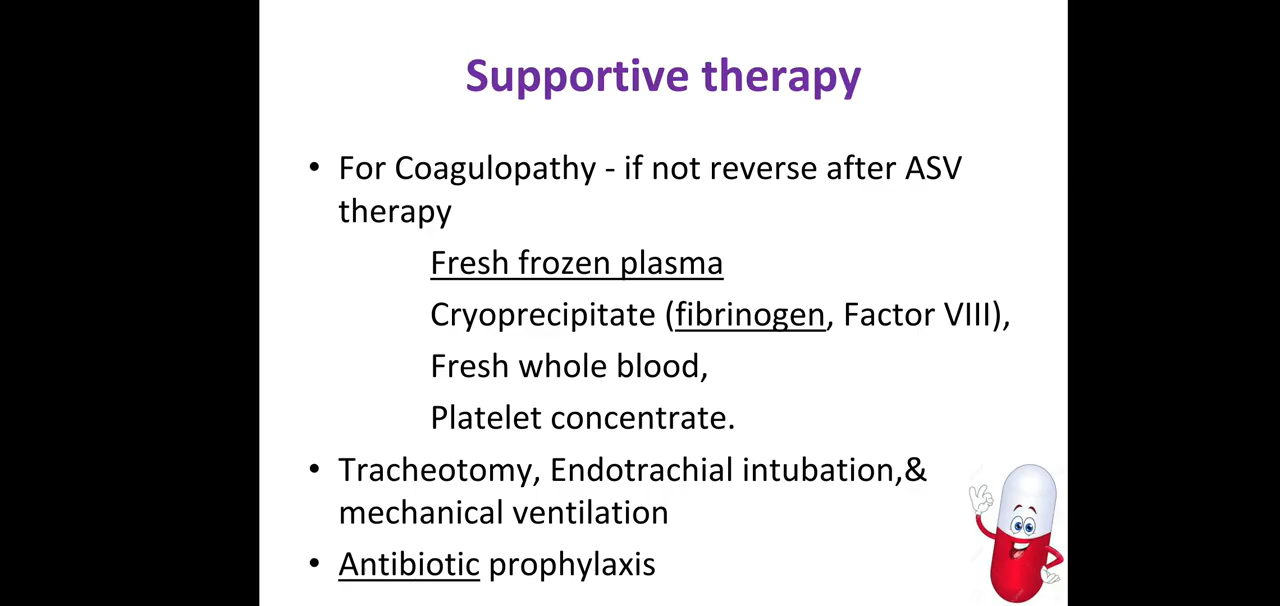 Supportive therapy
• For Coagulopathy - if not reverse after ASV
therapy
Fresh frozen plasma
Cryoprecipitate (fibrinogen, Factor VIII),
Fresh whole blood,
Platelet concentrate.
• Tracheotomy, Endotrachial intubation,&
mechanical ventilation
• Antibiotic prophylaxis